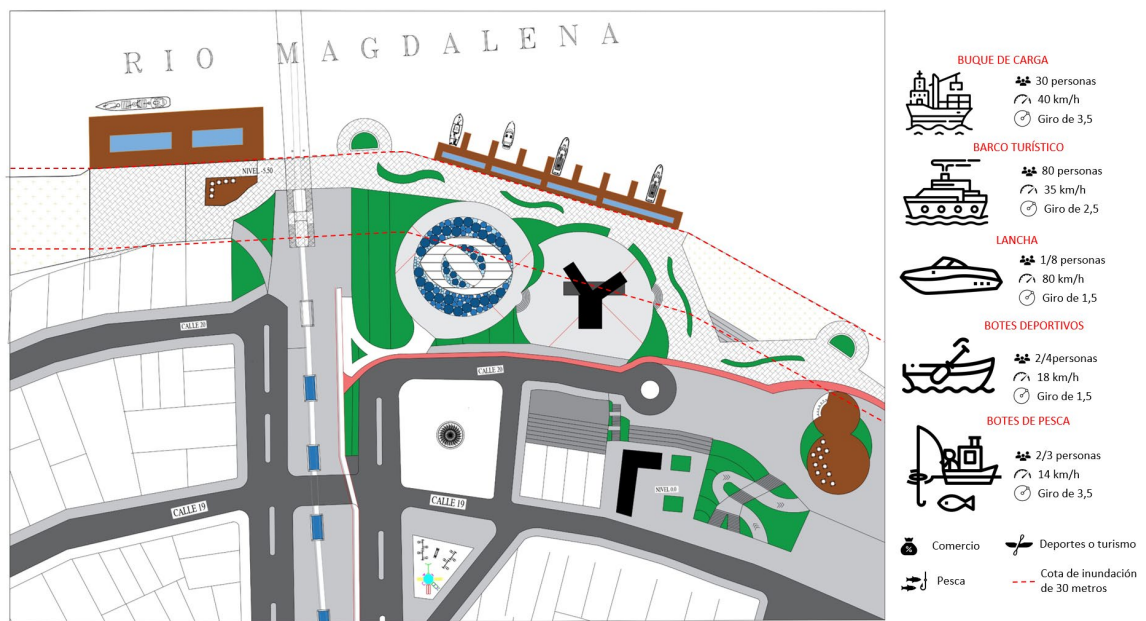 RIO MAGDALENA
NIVEL -5.50
CALLE 20
CALLE 20
CALLE 19
CALLE 19
NIVEL 0.0
BUQUE DE CARGA
30 personas
40 km/h
Giro de 3,5
BARCO TURÍSTICO
80 personas
35 km/h
Giro de 2,5
LANCHA
1/8 personas
80 km/h
Giro de 1,5
BOTES DEPORTIVOS
2/4personas
18 km/h
Giro de 1,5
BOTES DE PESCA
2/3 personas
14 km/h
Giro de 3,5
% Comercio
Deportes o turismo
Pesca
Cota de inundación
de 30 metros